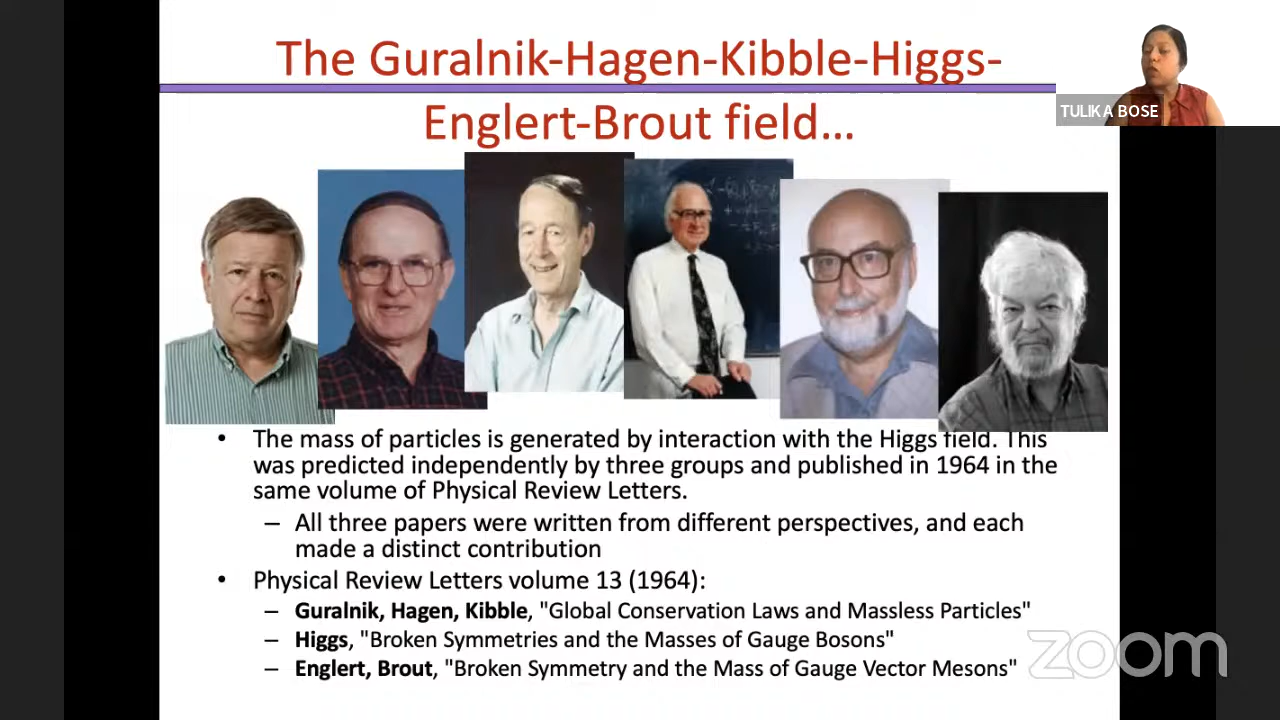 The Guralnik-Hagen-Kibble-Higgs-
Englert-Brout field...
TULIKA BOSE
• The mass of particles is generated by interaction with the Higgs field. This
was predicted independently by three groups and published in 1964 in the
same volume of Physical Review Letters.
– All three papers were written from different perspectives, and each
made a distinct contribution
• Physical Review Letters volume 13 (1964):
– Guralnik, Hagen, Kibble, "Global Conservation Laws and Massless Particles"
– Higgs, "Broken Symmetries and the Masses of Gauge Bosons"
– Englert, Brout, "Broken Symmetry and the Mass of Gauge Vector Mesons"
zoom